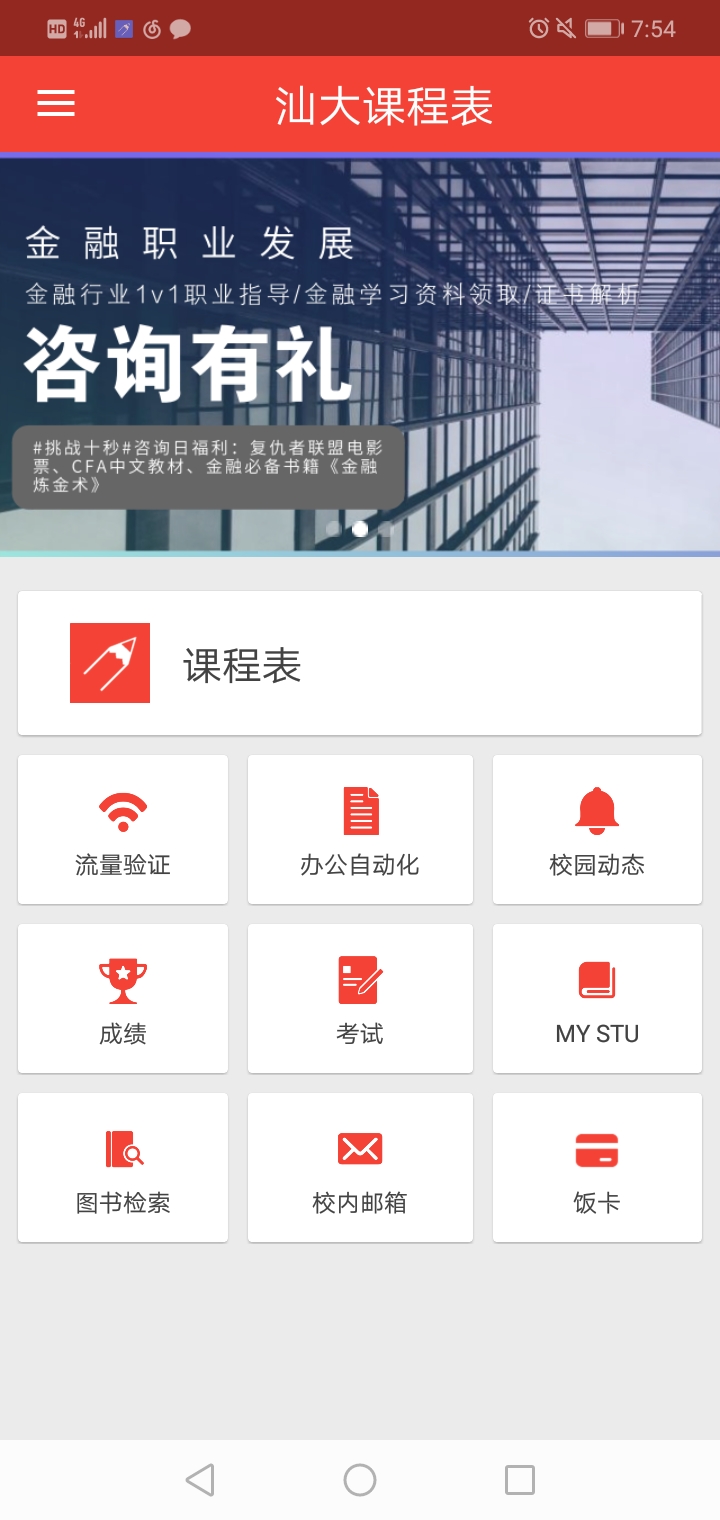 HD 4G 7:54
汕大课程表
金融职业发展
金融行业1v1职业指导/金融学习资料领取/证书解析
咨询有礼
#挑战十秒#咨询日福利：复仇者联盟电影
票、CFA中文教材、金融必备书籍《金融
炼金术》
课程表
流量验证 办公自动化 校园动态
成绩 考试 MY STU
图书检索 校内邮箱 饭卡